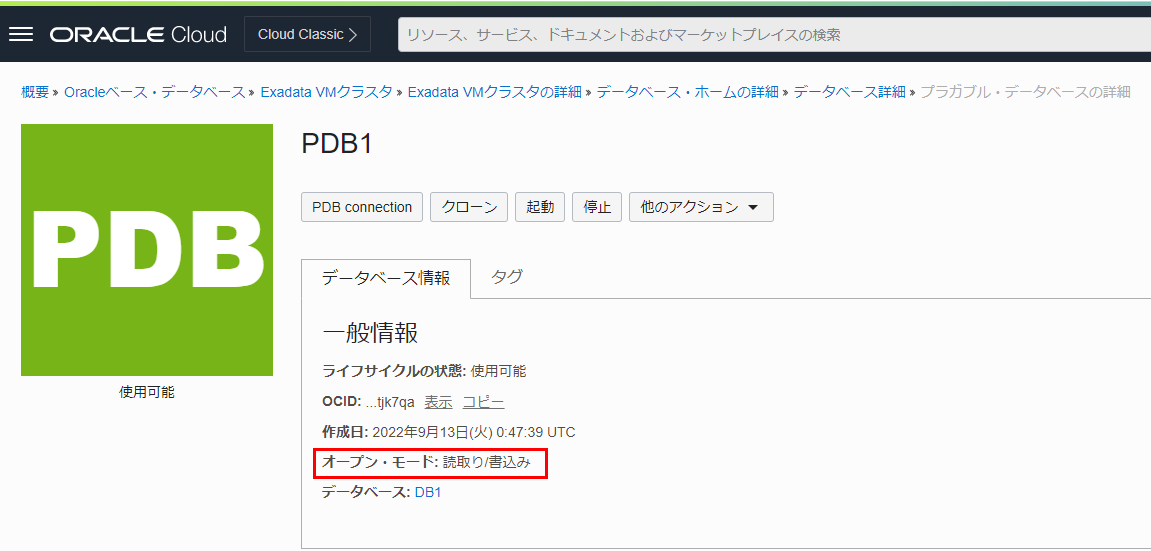 ORACLE Cloud Cloud Classic リソース、サービス、ドキュメントおよびマーケットプレイスの検索
概要 » Oracleベース・データベース » Exadata VMクラスタ » Exadata VMクラスタの詳細 » データベース・ホームの詳細 » データベース詳細 » プラガブル・データベースの詳細
PDB
使用可能
PDB1
PDB connection クローン 起動 停止 他のアクション
データベース情報 タグ
一般情報
ライフサイクルの状態: 使用可能
OCID: ...tjk7qa 表示 コピー
作成日: 2022年9月13日(火) 0:47:39 UTC
オープン・モード: 読取り/書込み
データベース: DB1